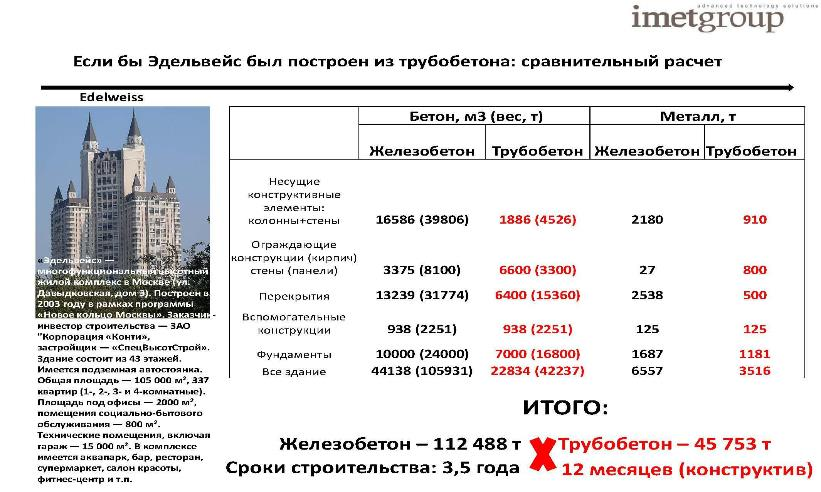 advanced technology solutions
imetgroup
Если бы Эдельвейс был построен из трубобетона: сравнительный расчет
Edelweiss
«Эдельвейс» —
многофункциональный высотный
жилой комплекс в Москве (ул.
Давыдковская, дом 3). Построен в
2003 году в рамках программы
«Новое кольцо Москвы». Заказчик-
инвестор строительства — ЗАО
"Корпорация «Конти»,
застройщик — «СпецВысотСтрой».
Здание состоит из 43 этажей.
Имеется подземная автостоянка.
Общая площадь — 105 000 м², 337
квартир (1-, 2-, 3- и 4-комнатные).
Площадь под офисы — 2000 м²,
помещения социально-бытового
обслуживания — 800 м².
Технические помещения, включая
гараж — 15 000 м². В комплексе
имеется аквапарк, бар, ресторан,
супермаркет, салон красоты,
фитнес-центр и т.п.
Бетон, м3 (вес, т) Металл, т
Железобетон Трубобетон Железобетон Трубобетон
Несущие
конструктивные
элементы:
колонны+стены 16586 (39806) 1886 (4526) 2180 910
Ограждающие
конструкции (кирпич)
стены (панели) 3375 (8100) 6600 (3300) 27 800
Перекрытия 13239 (31774) 6400 (15360) 2538 500
Вспомогательные
конструкции 938 (2251) 938 (2251) 125 125
Фундаменты 10000 (24000) 7000 (16800) 1687 1181
Все здание 44138 (105931) 22834 (42237) 6557 3516
ИТОГО:
Железобетон – 112 488 т Трубобетон – 45 753 т
Сроки строительства: 3,5 года 12 месяцев (конструктив)